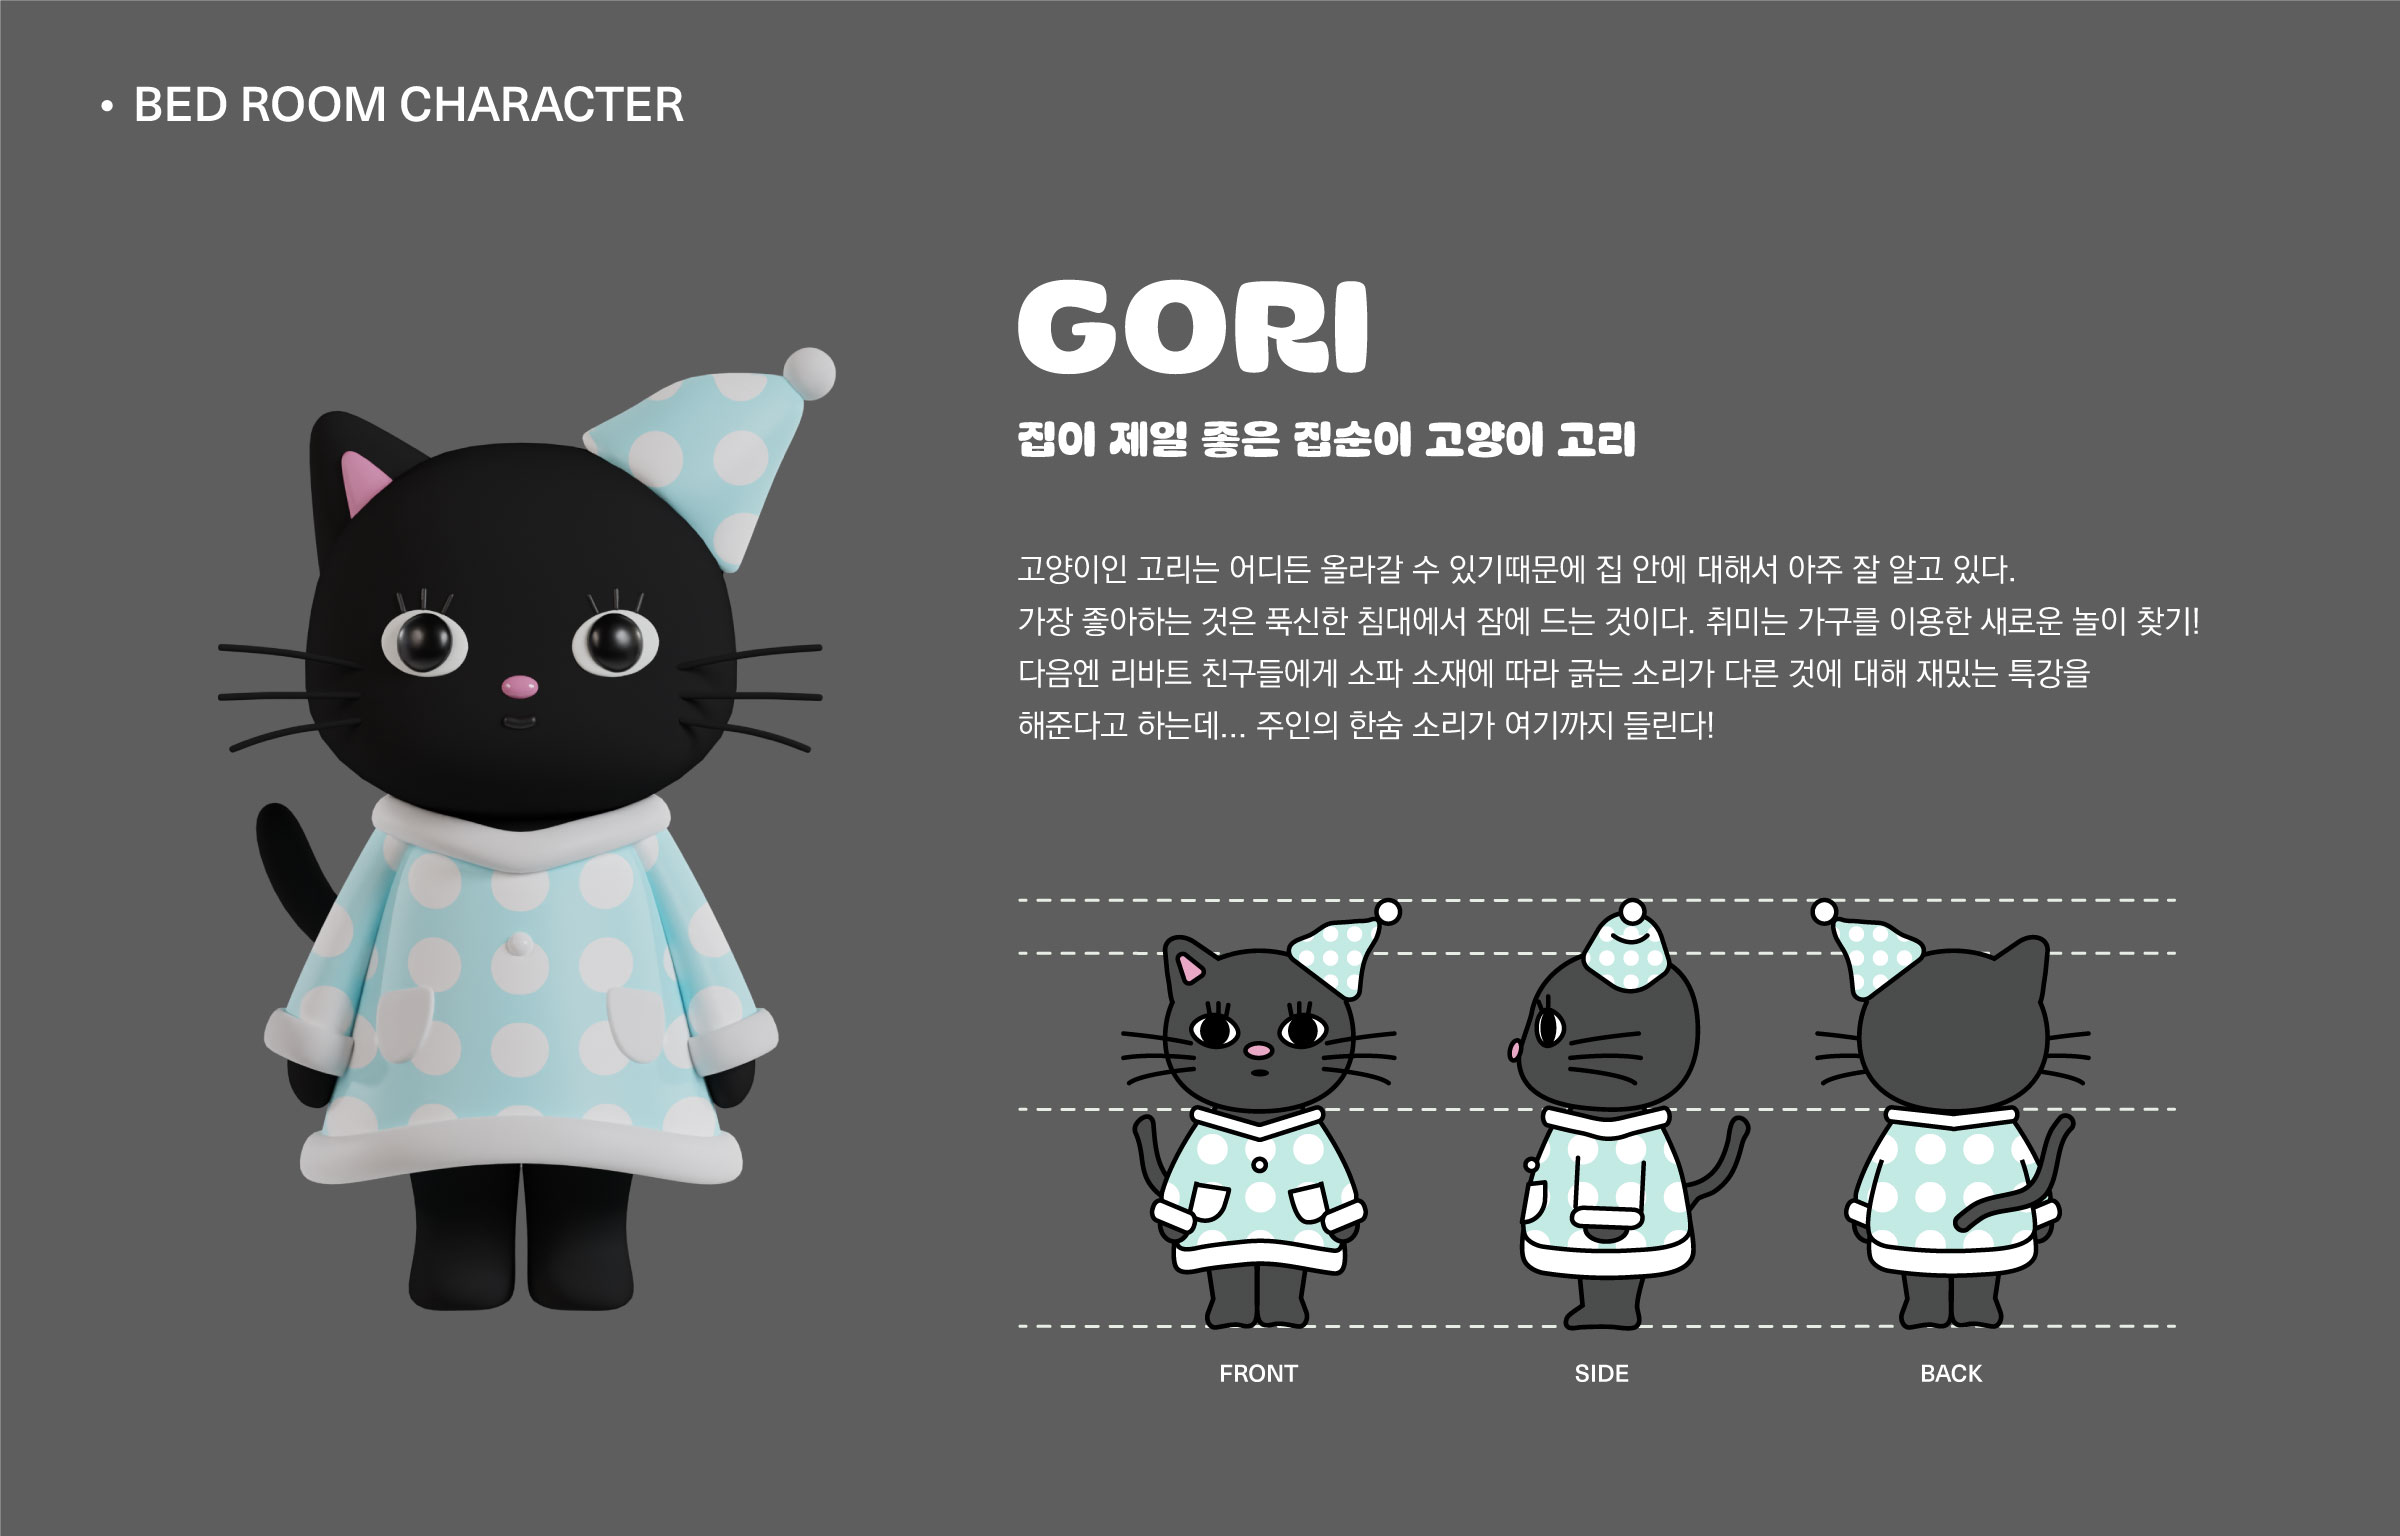 • BED ROOM CHARACTER
GORI
집이 제일 좋은 집순이 고양이 고리
고양이인 고리는 어디든 올라갈 수 있기때문에 집 안에 대해서 아주 잘 알고 있다.
가장 좋아하는 것은 푹신한 침대에서 잠에 드는 것이다. 취미는 가구를 이용한 새로운 놀이 찾기!
다음엔 리바트 친구들에게 소파 소재에 따라 긁는 소리가 다른 것에 대해 재밌는 특강을
해준다고 하는데... 주인의 한숨 소리가 여기까지 들린다!
FRONT
SIDE
BACK